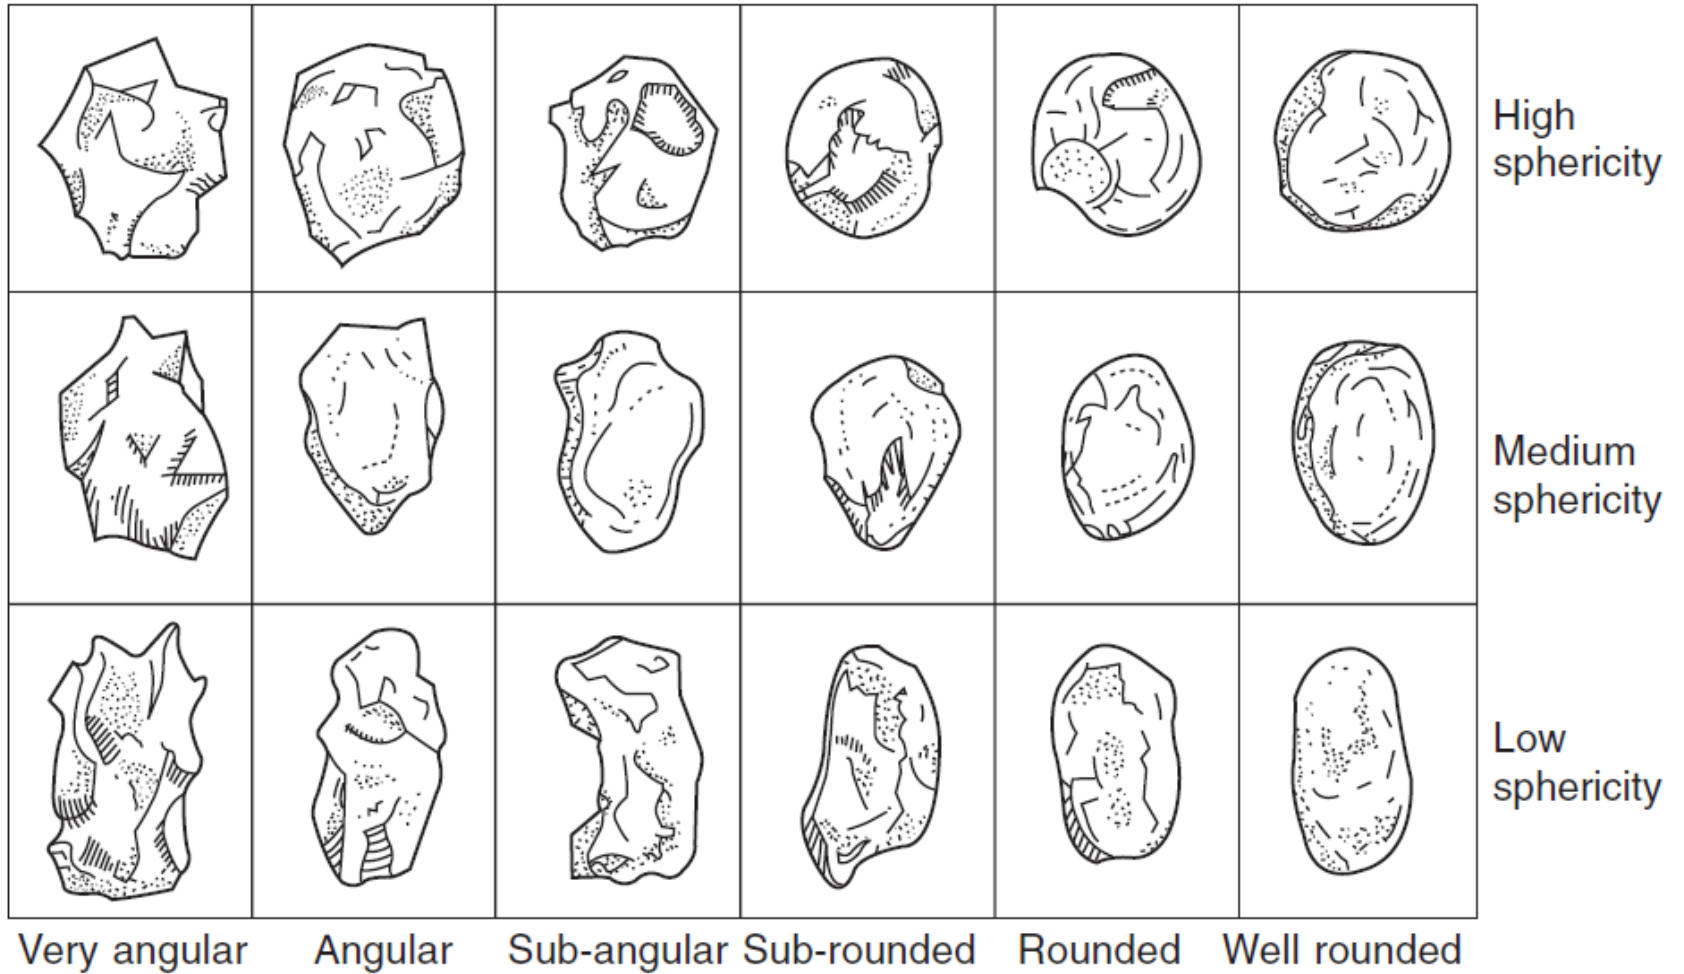 High
sphericity
Medium
sphericity
Low
sphericity
Very angular
Angular
Sub-angular
Sub-rounded
Rounded
Well rounded